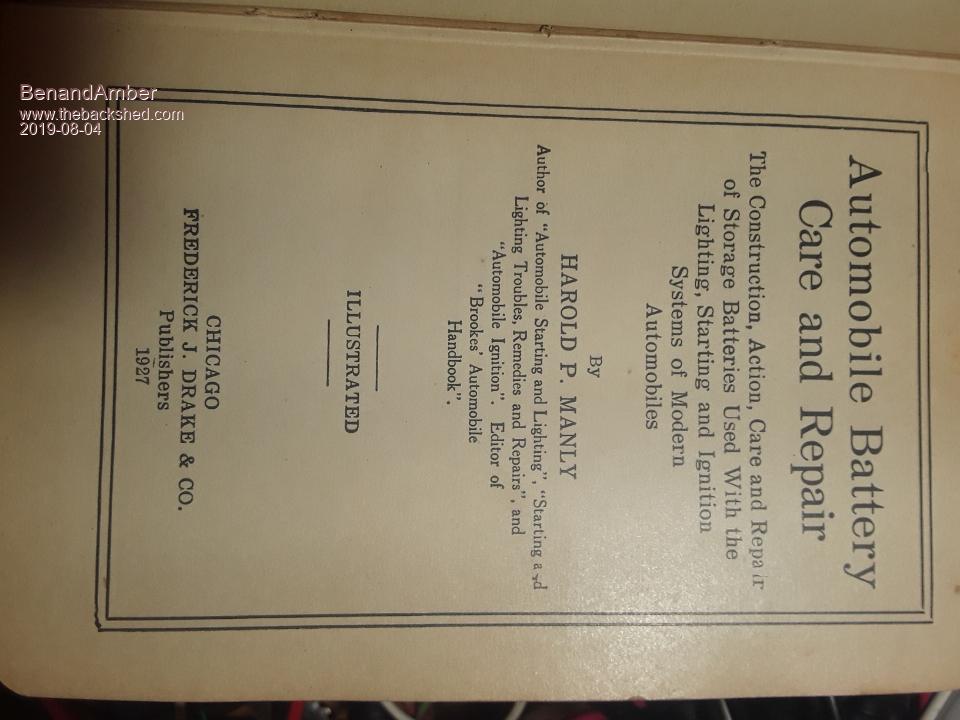 BenandAmber
www.thebackshed.com
2019-08-04
Automobile Battery
Care and Repair
The Construction, Action, Care and Repair
of Storage Batteries Used With the
Lighting, Starting and Ignition
Systems of Modern
Automobiles
By
HAROLD P. MANLY
Author of "Automobile Starting and Lighting", "Starting and
Lighting Troubles, Remedies and Repairs", and
"Automobile Ignition". Editor of
"Brookes' Automobile
Handbook".
ILLUSTRATED
CHICAGO
FREDERICK J. DRAKE & CO.
Publishers
1927